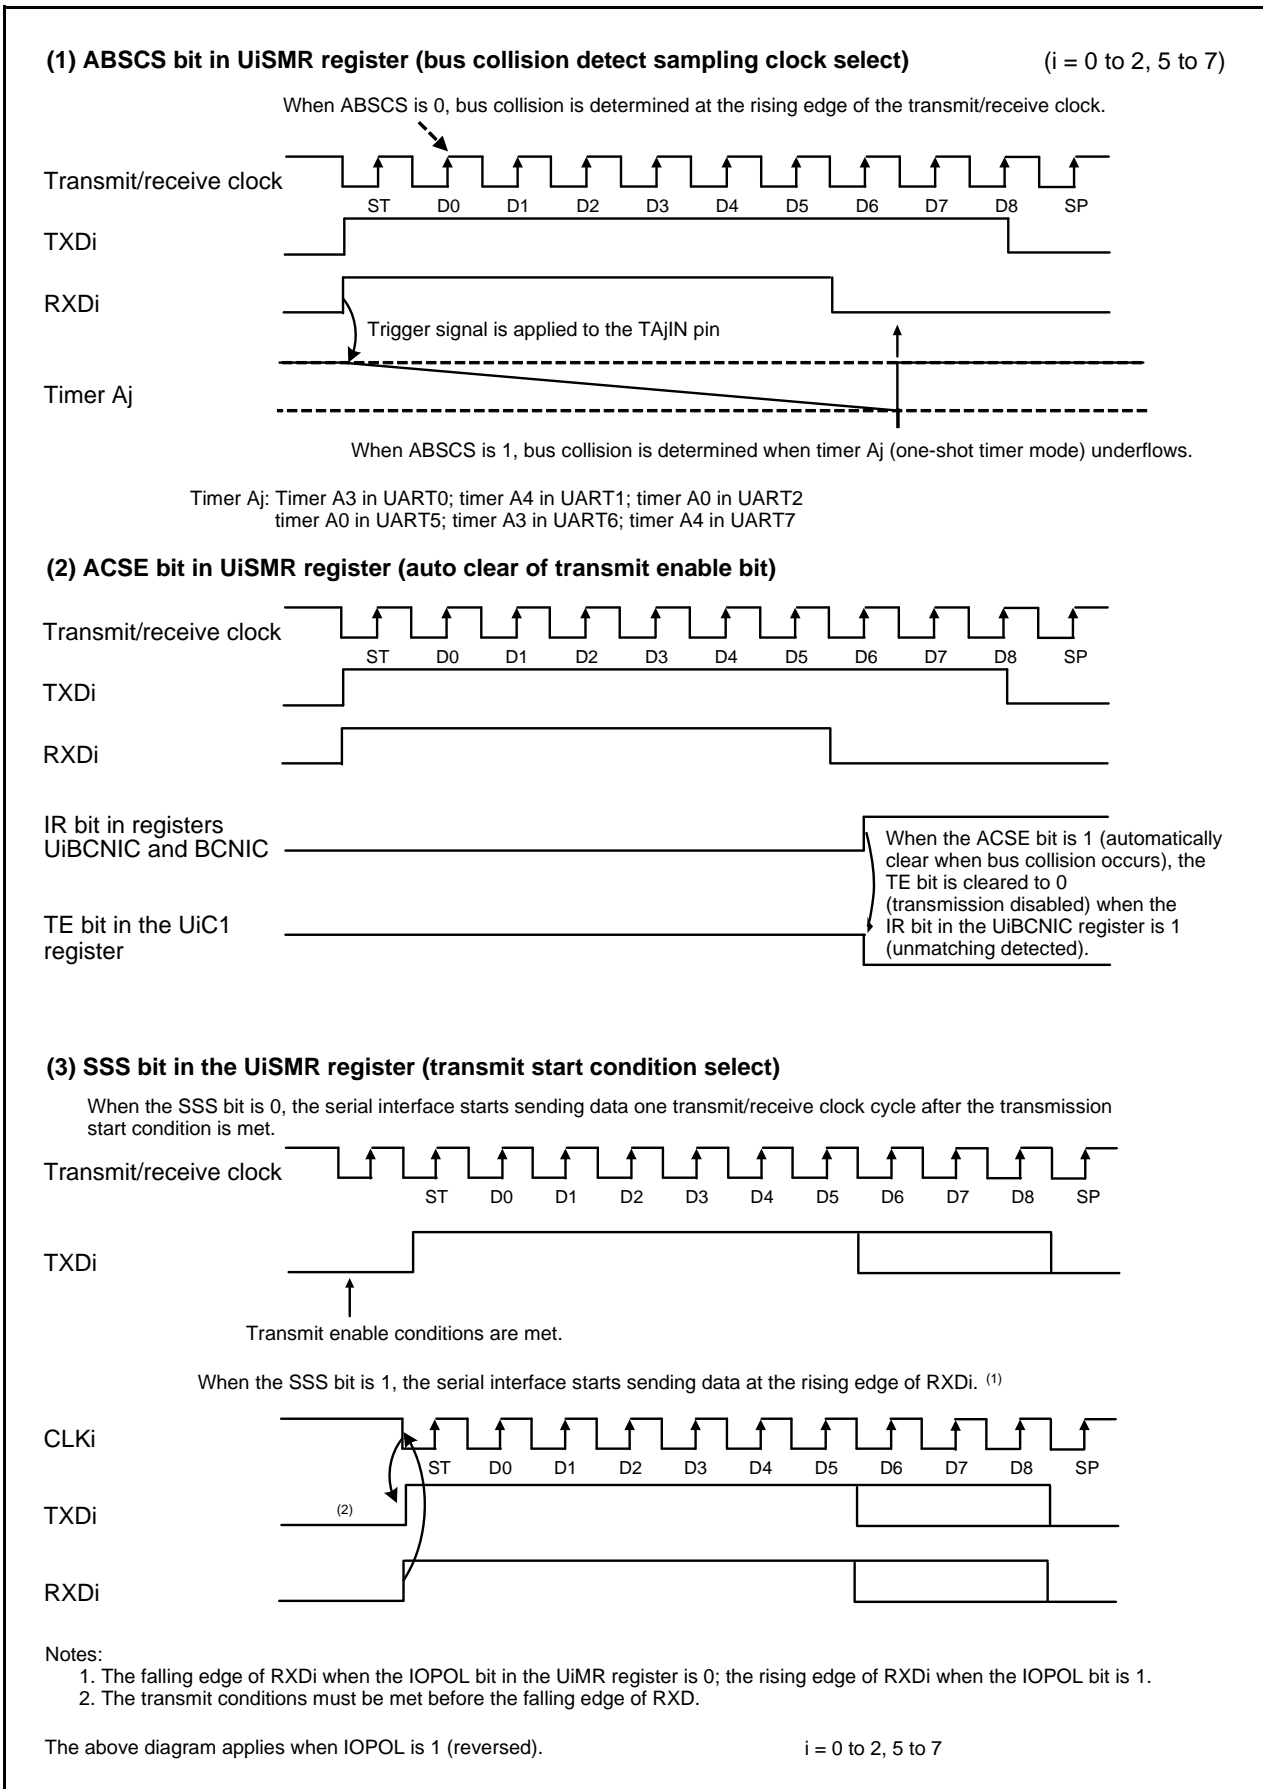 (1) ABSCS bit in UiSMR register (bus collision detect sampling clock select) (i = 0 to 2, 5 to 7)
When ABSCS is 0, bus collision is determined at the rising edge of the transmit/receive clock.
Transmit/receive clock
ST D0 D1 D2 D3 D4 D5 D6 D7 D8 SP
TXDi
RXDi
Trigger signal is applied to the TAjIN pin
Timer Aj
When ABSCS is 1, bus collision is determined when timer Aj (one-shot timer mode) underflows.
Timer Aj: Timer A3 in UART0; timer A4 in UART1; timer A0 in UART2
timer A0 in UART5; timer A3 in UART6; timer A4 in UART7
(2) ACSE bit in UiSMR register (auto clear of transmit enable bit)
Transmit/receive clock
ST D0 D1 D2 D3 D4 D5 D6 D7 D8 SP
TXDi
RXDi
IR bit in registers
UiBCNIC and BCNIC
When the ACSE bit is 1 (automatically
clear when bus collision occurs), the
TE bit is cleared to 0
(transmission disabled) when the
IR bit in the UiBCNIC register is 1
(unmatching detected).
TE bit in the UiC1
register
(3) SSS bit in the UiSMR register (transmit start condition select)
When the SSS bit is 0, the serial interface starts sending data one transmit/receive clock cycle after the transmission
start condition is met.
Transmit/receive clock
ST D0 D1 D2 D3 D4 D5 D6 D7 D8 SP
TXDi
Transmit enable conditions are met.
When the SSS bit is 1, the serial interface starts sending data at the rising edge of RXDi. (1)
CLKi
ST D0 D1 D2 D3 D4 D5 D6 D7 D8 SP
TXDi
(2)
RXDi
Notes:
1. The falling edge of RXDi when the IOPOL bit in the UiMR register is 0; the rising edge of RXDi when the IOPOL bit is 1.
2. The transmit conditions must be met before the falling edge of RXD.
The above diagram applies when IOPOL is 1 (reversed). i = 0 to 2, 5 to 7